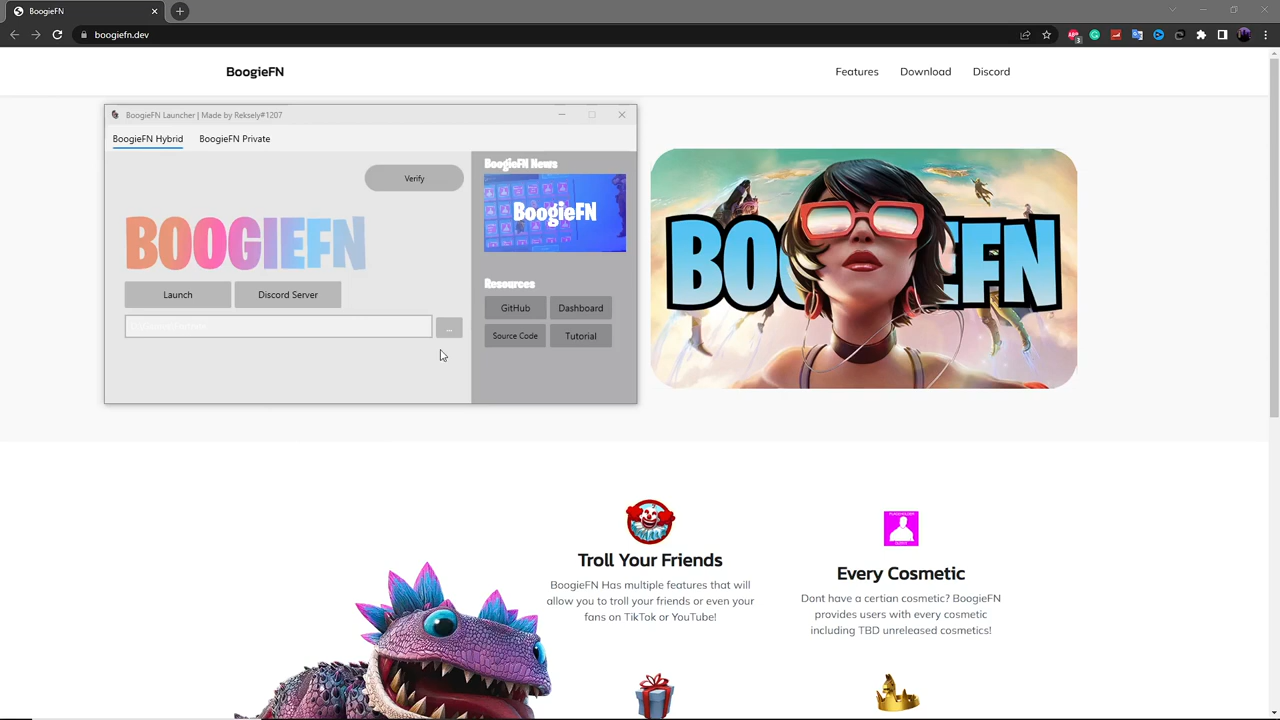 BoogieFN
boogiefn.dev
3
BoogieFN
Features
Download
Discord
BoogieFN Launcher | Made by Reksely#1207
BoogieFN Hybrid
BoogieFN Private
Verify
BOOGIEFN
Launch
Discord Server
...
BoogieFN News
BoogieFN
Resources
GitHub
Dashboard
Source Code
Tutorial
Troll Your Friends
BoogieFN Has multiple features that will
allow you to troll your friends or even your
fans on TikTok or YouTube!
Every Cosmetic
Dont have a certian cosmetic? BoogieFN
provides users with every cosmetic
including TBD unreleased cosmetics!